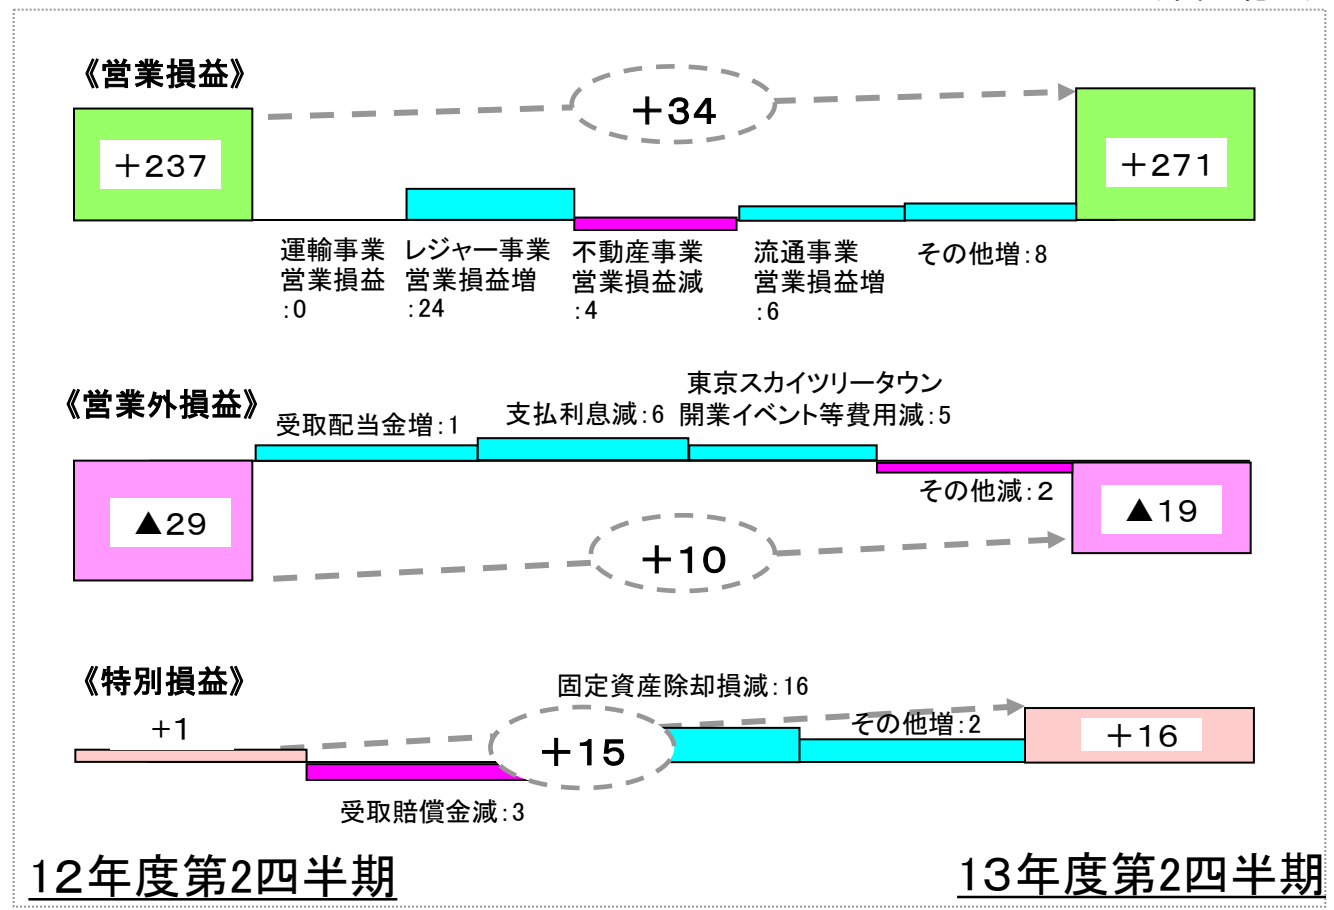 《営業損益》
＋34
＋237
＋271
運輸事業
営業損益
：0
レジャー事業
営業損益増
：24
不動産事業
営業損益減
：4
流通事業
営業損益増
：6
その他増：8
《営業外損益》
受取配当金増：1
支払利息減：6
東京スカイツリータウン
開業イベント等費用減：5
その他減：2
▲29
▲19
＋10
《特別損益》
固定資産除却損減：16
+1
その他増：2
＋15
＋16
受取賠償金減：3
12年度第2四半期
13年度第2四半期